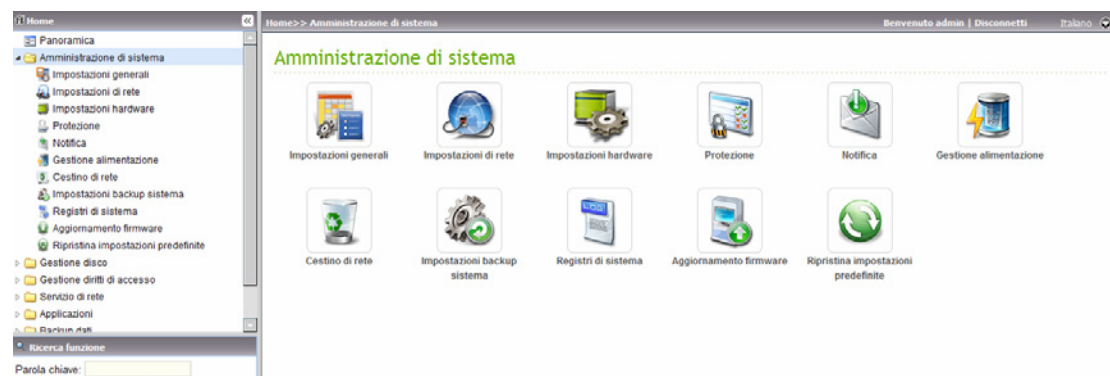 Home
Home>> Amministrazione di sistema
Benvenuto admin | Disconnetti
Italiano
Panoramica
Amministrazione di sistema
Impostazioni generali
Impostazioni di rete
Impostazioni hardware
Protezione
Notifica
Gestione alimentazione
Cestino di rete
Impostazioni backup sistema
Registri di sistema
Aggiornamento firmware
Ripristina impostazioni predefinite
Gestione disco
Gestione diritti di accesso
Servizio di rete
Applicazioni
Backup dati
Ricerca funzione
Parola chiave:
Amministrazione di sistema
Impostazioni generali
Impostazioni di rete
Impostazioni hardware
Protezione
Notifica
Gestione alimentazione
Cestino di rete
Impostazioni backup
sistema
LOG
Registri di sistema
Aggiornamento firmware
Ripristina impostazioni
predefinite